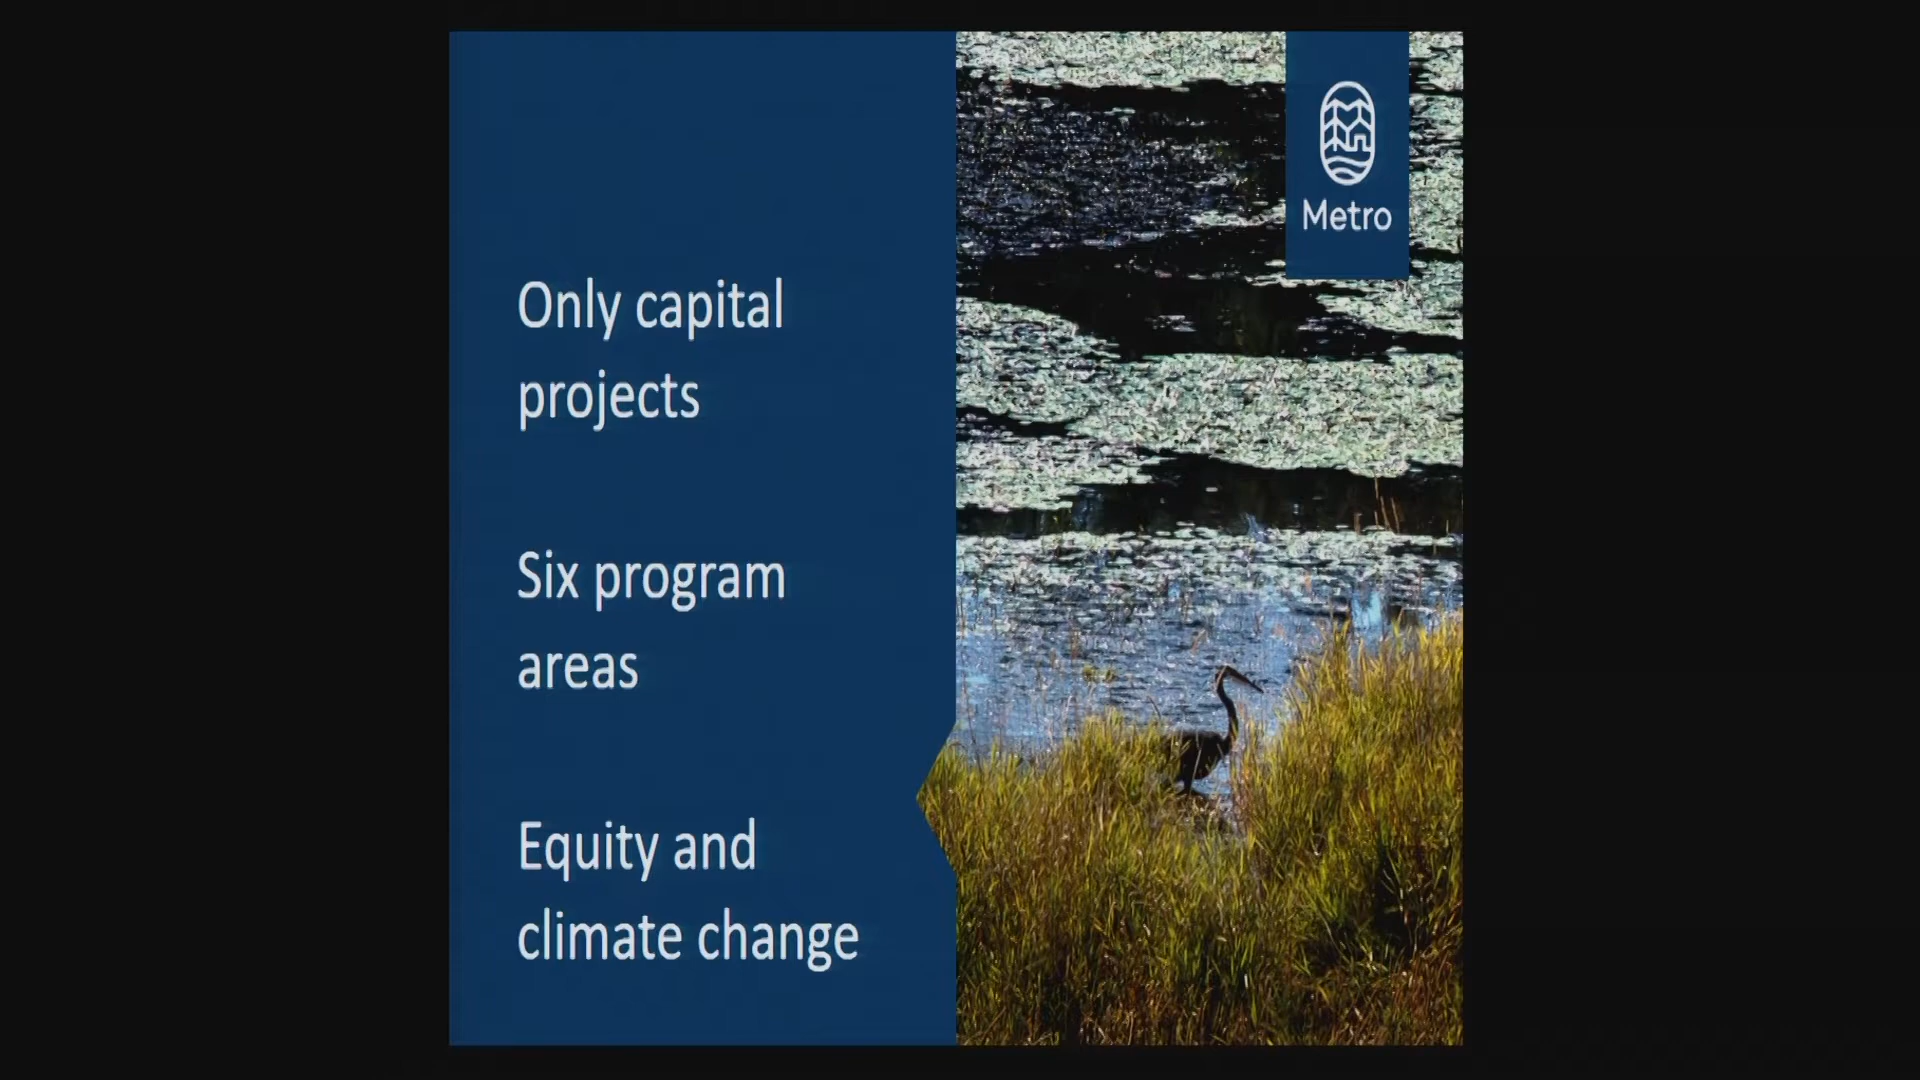 Only capital
projects
Six program
areas
Equity and
climate change
Metro